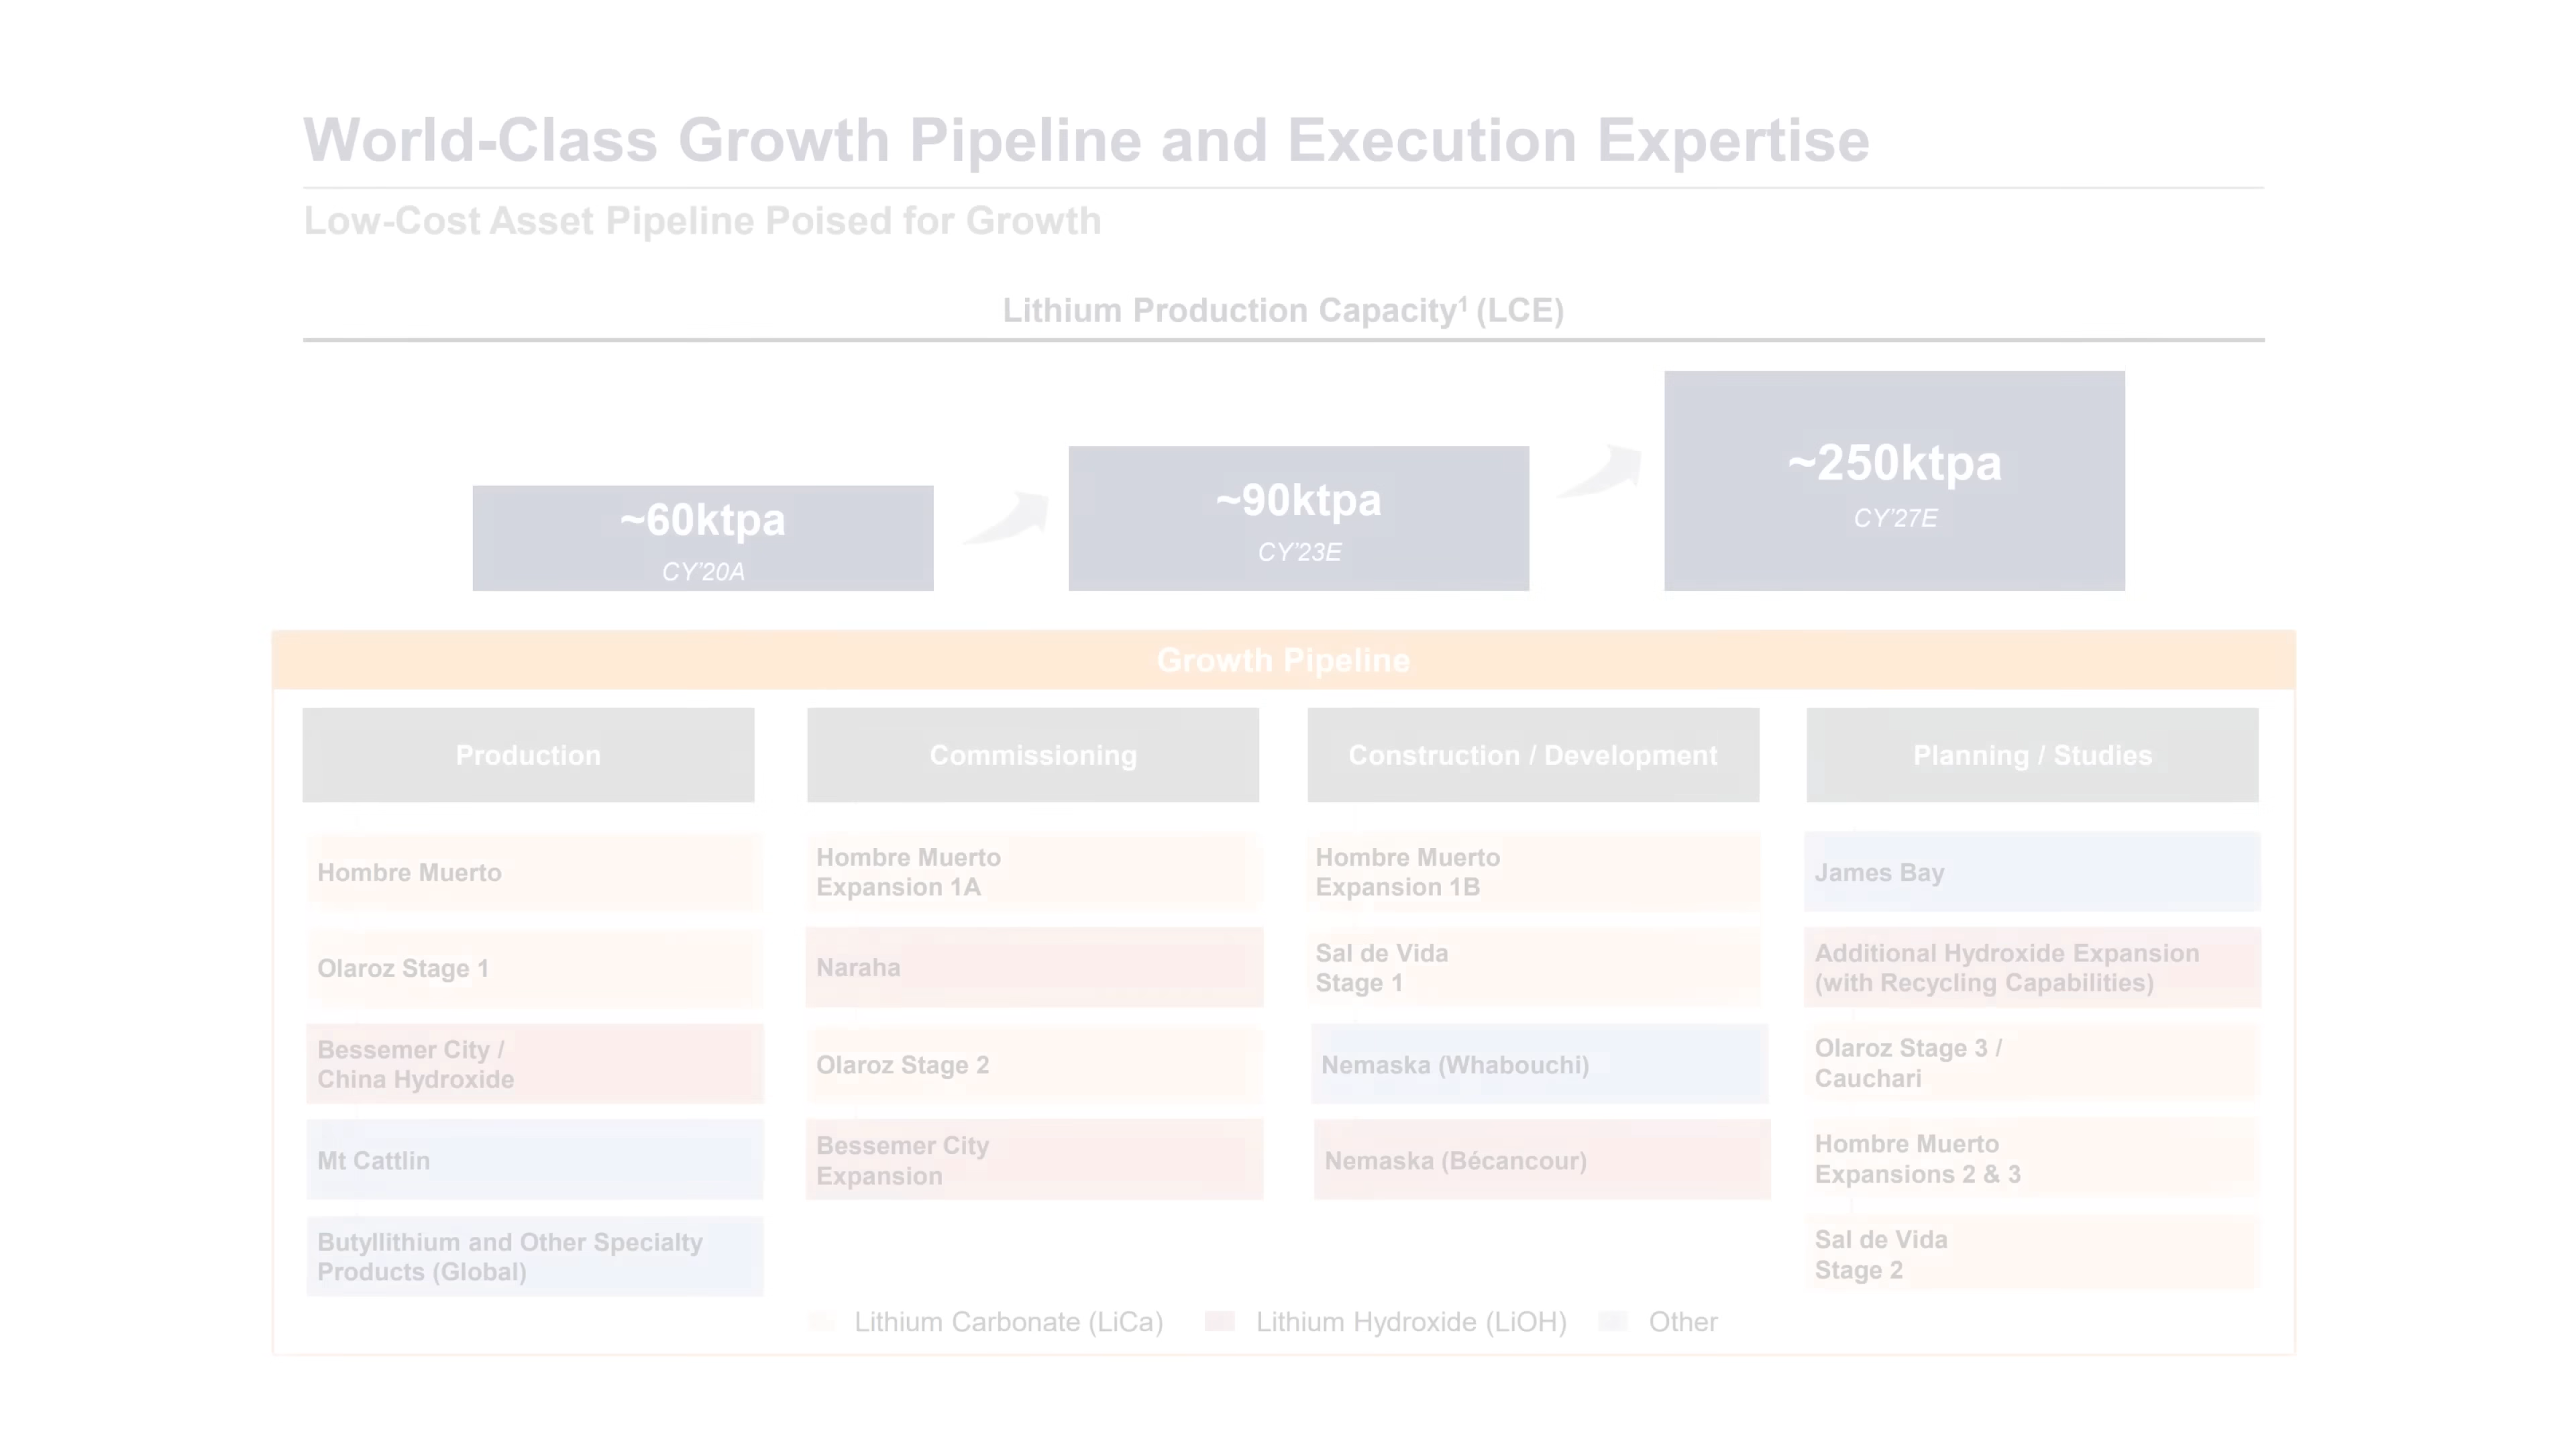 World-Class Growth Pipeline and Execution Expertise
Low-Cost Asset Pipeline Poised for Growth
Lithium Production Capacity¹ (LCE)
~60ktpa
CY'20A
~90ktpa
CY'23E
~250ktpa
CY'27E
Growth Pipeline
Production
Hombre Muerto
Olaroz Stage 1
Bessemer City /
China Hydroxide
Mt Cattlin
Butyllithium and Other Specialty
Products (Global)
Commissioning
Hombre Muerto
Expansion 1A
Naraha
Olaroz Stage 2
Bessemer City
Expansion
Construction / Development
Hombre Muerto
Expansion 1B
Sal de Vida
Stage 1
Nemaska (Whabouchi)
Nemaska (Bécancour)
Planning / Studies
James Bay
Additional Hydroxide Expansion
(with Recycling Capabilities)
Olaroz Stage 3 /
Cauchari
Hombre Muerto
Expansions 2 & 3
Sal de Vida
Stage 2
Lithium Carbonate (LiCa)
Lithium Hydroxide (LiOH)
Other